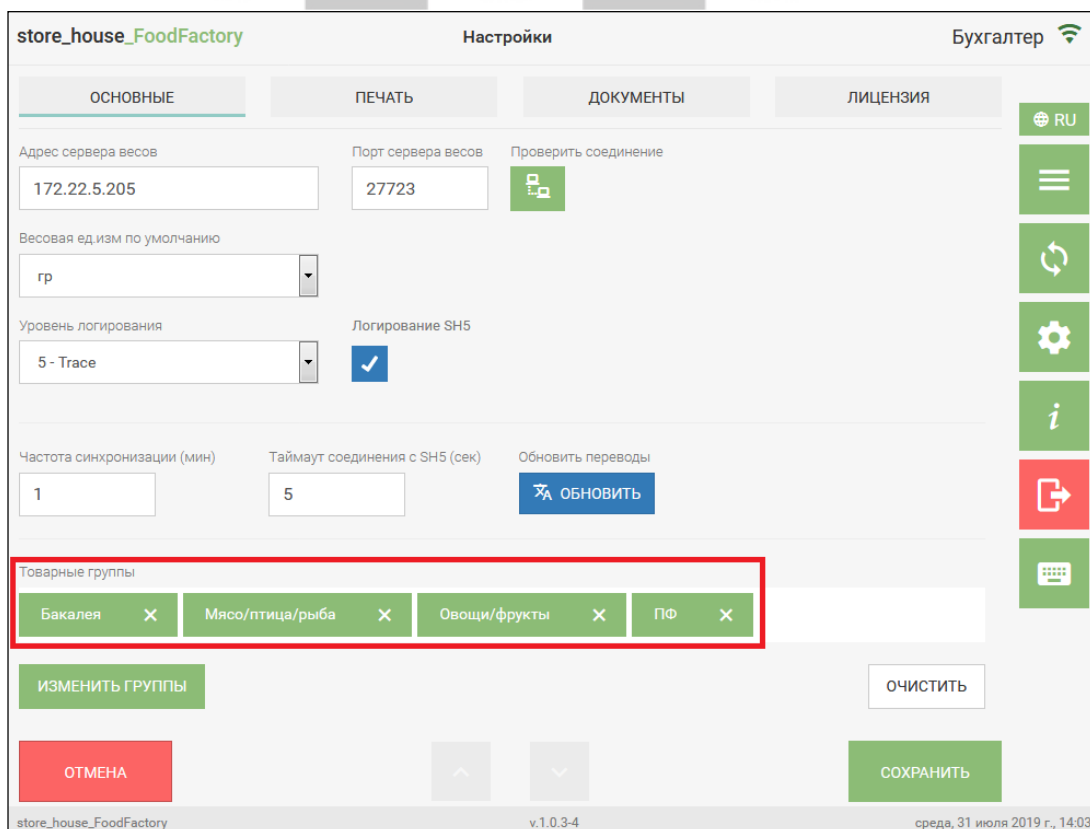 store_house_FoodFactory Настройки Бухгалтер
ОСНОВНЫЕ ПЕЧАТЬ ДОКУМЕНТЫ ЛИЦЕНЗИЯ
RU
Адрес сервера весов Порт сервера весов Проверить соединение
172.22.5.205 27723
Весовая ед.изм по умолчанию
гр
Уровень логирования Логирование SH5
5 - Trace
i
Частота синхронизации (мин) Таймаут соединения с SH5 (сек) Обновить переводы
1 5 ОБНОВИТЬ
Товарные группы
Бакалея Мясо/птица/рыба Овощи/фрукты ПФ
ИЗМЕНИТЬ ГРУППЫ ОЧИСТИТЬ
ОТМЕНА СОХРАНИТЬ
store_house_FoodFactory v.1.0.3-4 среда, 31 июля 2019 г., 14:03